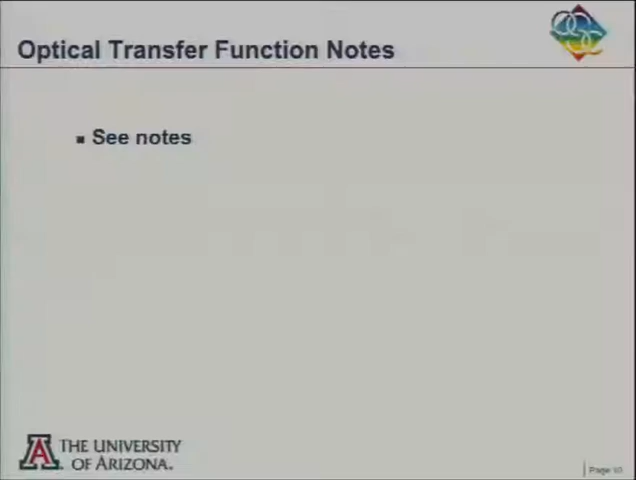 Optical Transfer Function Notes
See notes
THE UNIVERSITY
OF ARIZONA.